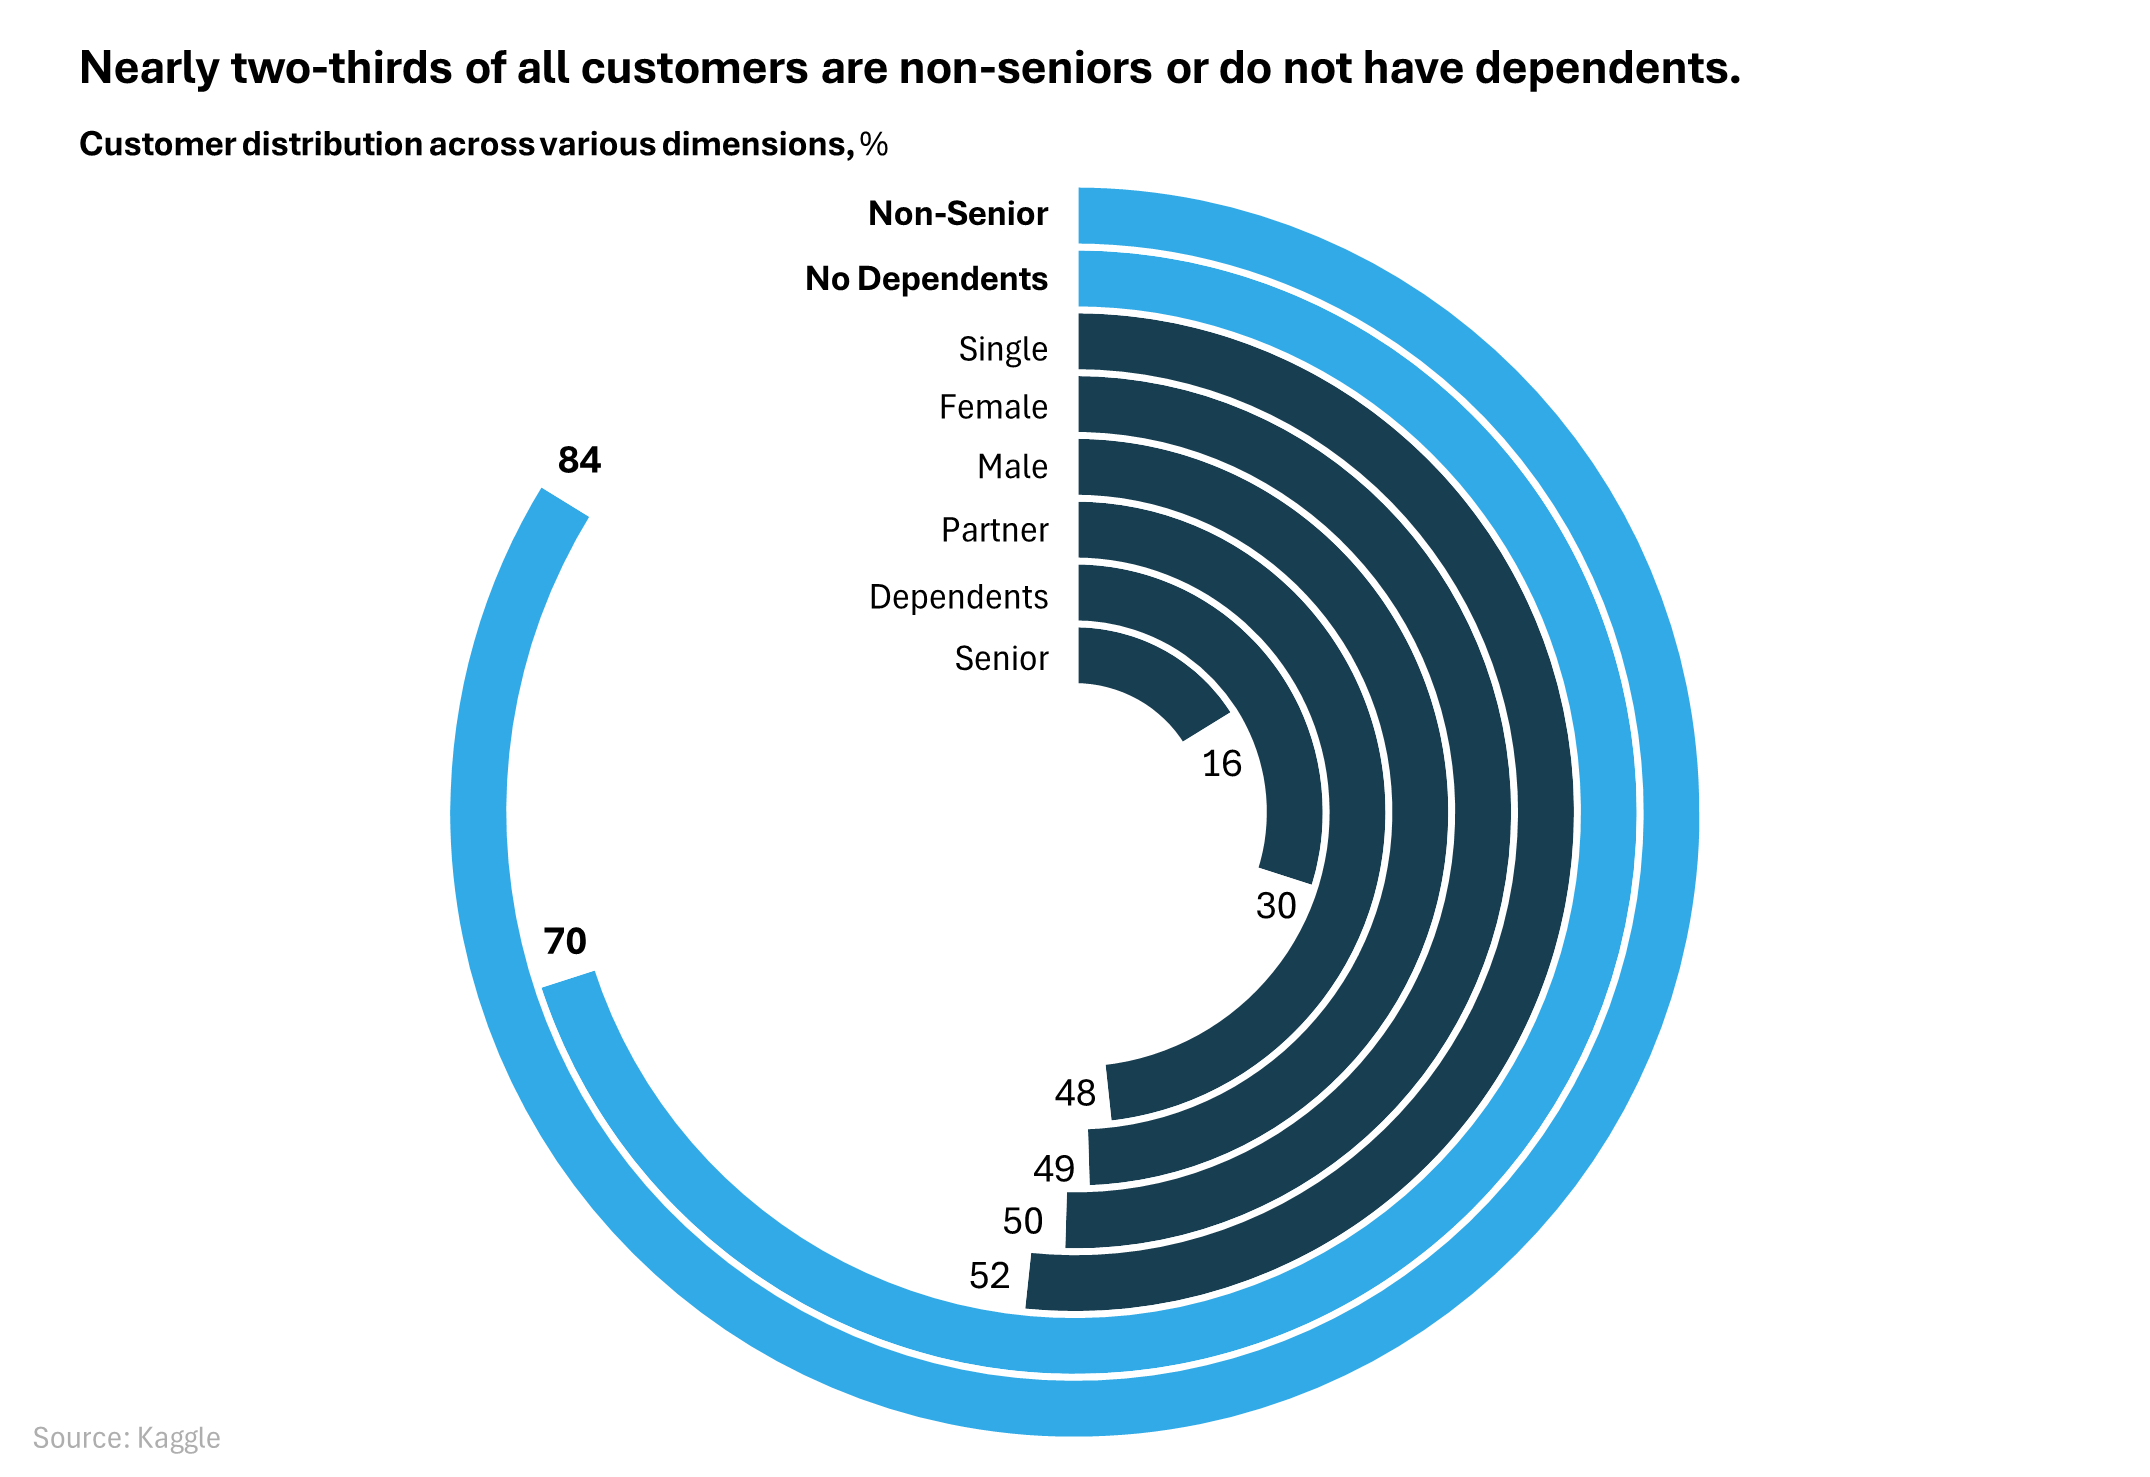 Nearly two-thirds of all customers are non-seniors or do not have dependents.
Customer distribution across various dimensions, %
Non-Senior
No Dependents
Single
Female
Male
Partner
Dependents
Senior
84
16
30
70
48
49
50
52
Source: Kaggle